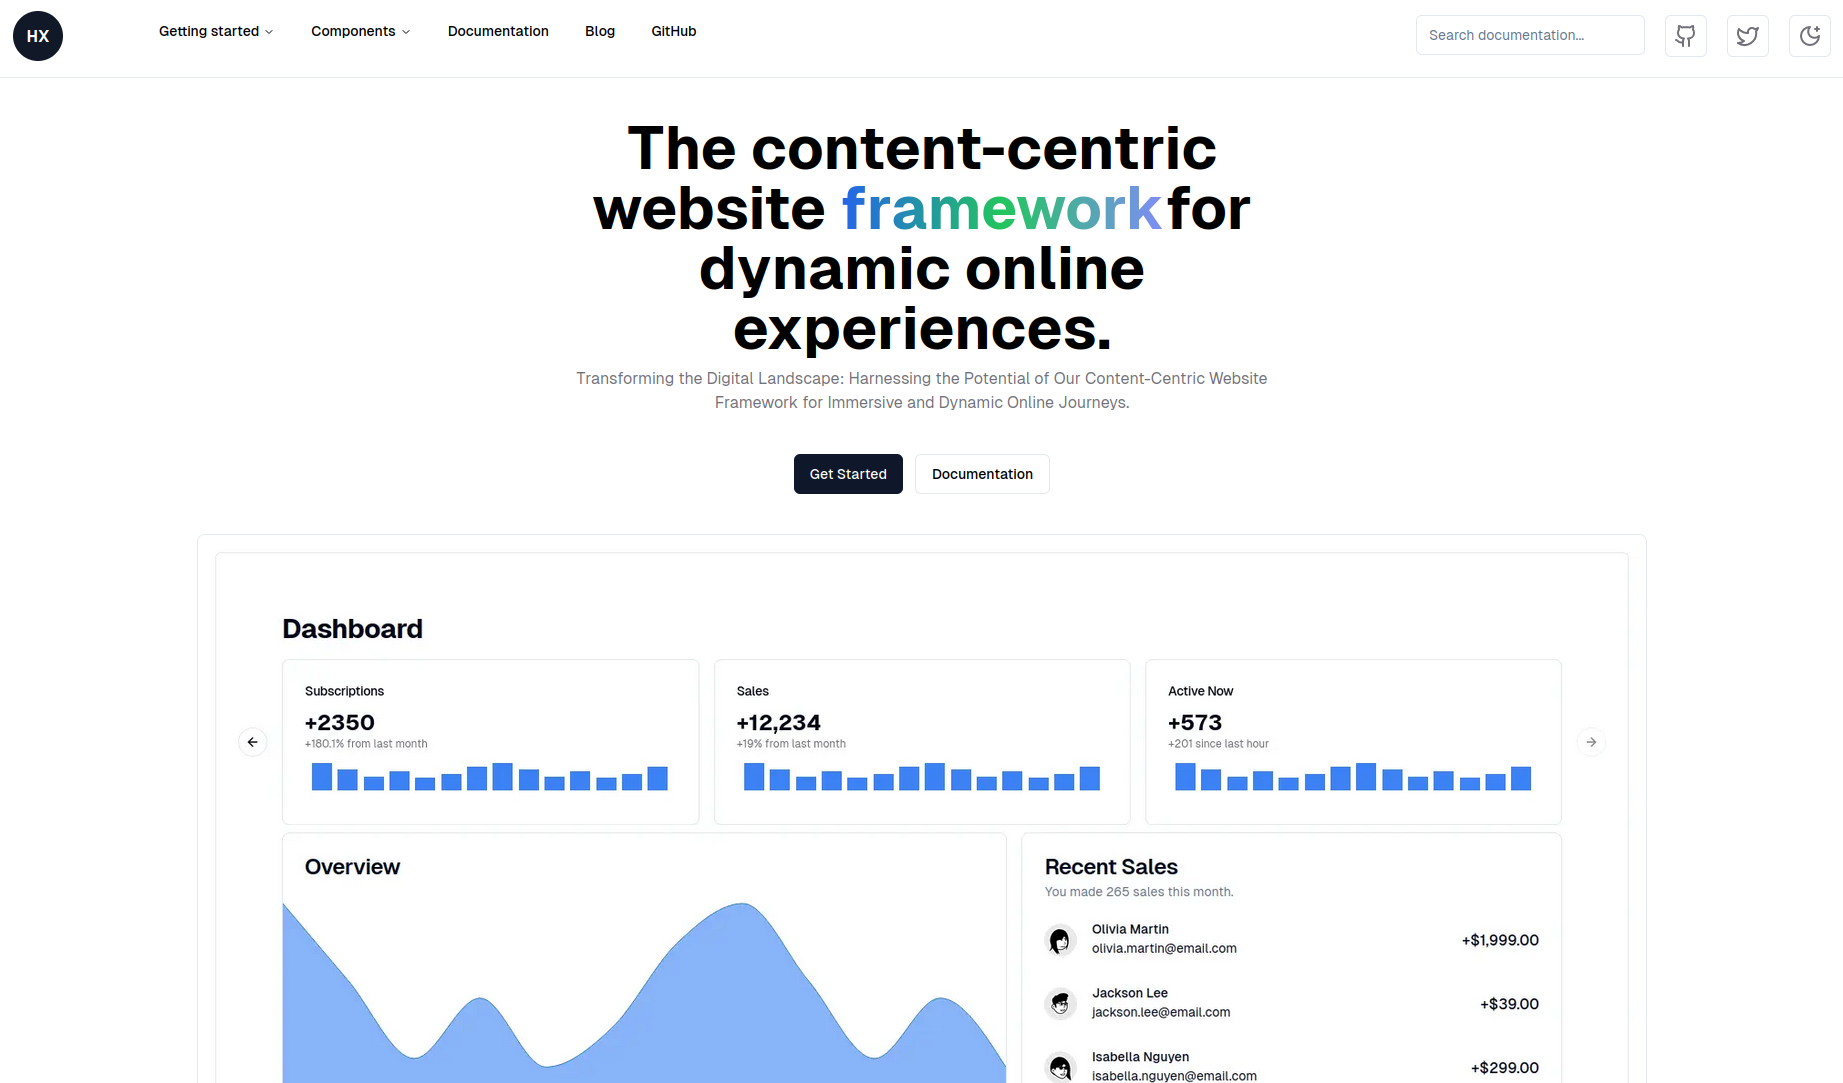 HX
Getting started
Components
Documentation
Blog
GitHub
Search documentation...
The content-centric
website framework for
dynamic online
experiences.
Transforming the Digital Landscape: Harnessing the Potential of Our Content-Centric Website
Framework for Immersive and Dynamic Online Journeys.
Get Started
Documentation
Dashboard
Subscriptions
+2350
+180.1% from last month
Sales
+12,234
+19% from last month
Active Now
+573
+201 since last hour
Overview
Recent Sales
You made 265 sales this month.
Olivia Martin
olivia.martin@email.com
+$1,999.00
Jackson Lee
jackson.lee@email.com
+$39.00
Isabella Nguyen
isabella.nguyen@email.com
+$299.00